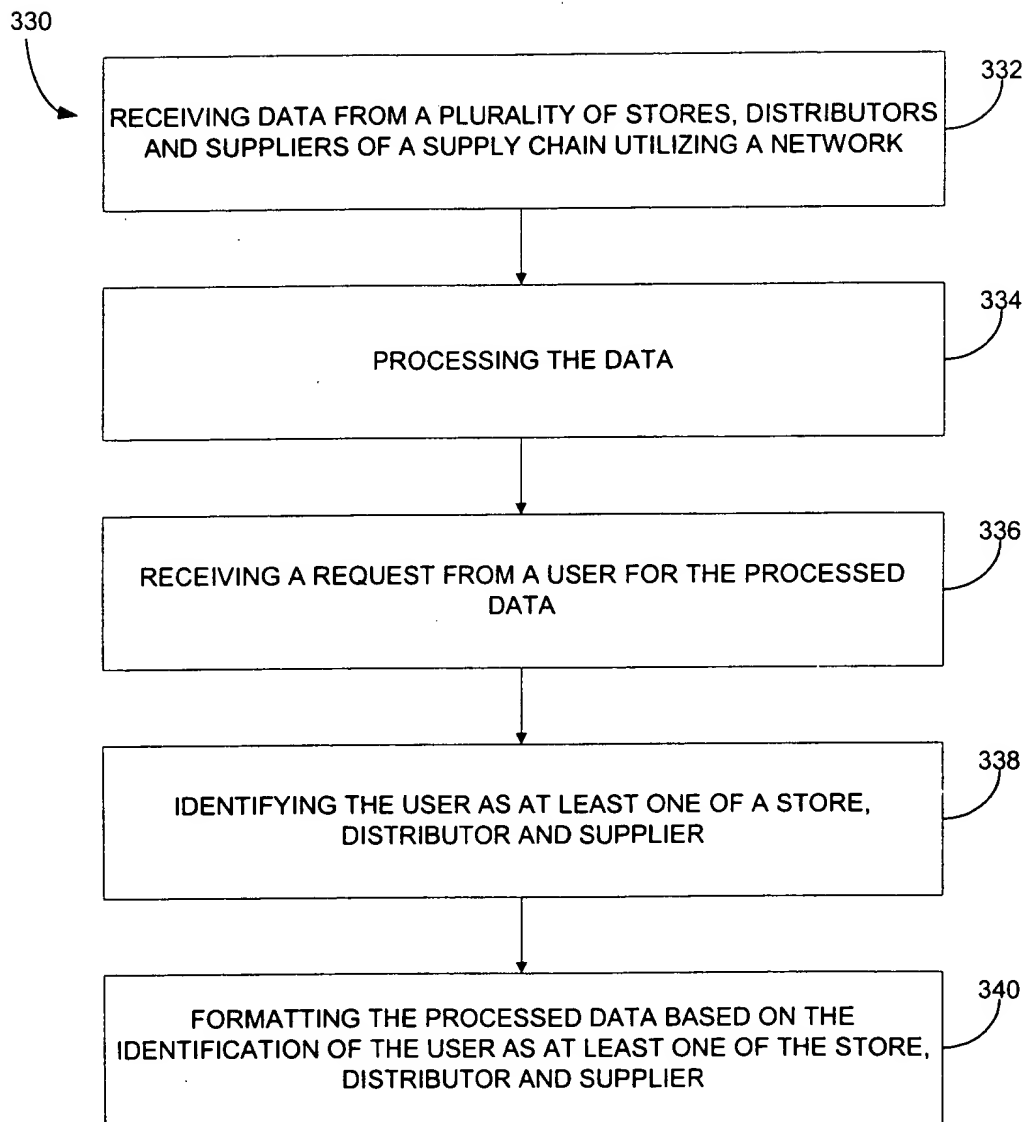 330
332
RECEIVING DATA FROM A PLURALITY OF STORES, DISTRIBUTORS
AND SUPPLIERS OF A SUPPLY CHAIN UTILIZING A NETWORK
334
PROCESSING THE DATA
336
RECEIVING A REQUEST FROM A USER FOR THE PROCESSED
DATA
338
IDENTIFYING THE USER AS AT LEAST ONE OF A STORE,
DISTRIBUTOR AND SUPPLIER
340
FORMATTING THE PROCESSED DATA BASED ON THE
IDENTIFICATION OF THE USER AS AT LEAST ONE OF THE STORE,
DISTRIBUTOR AND SUPPLIER